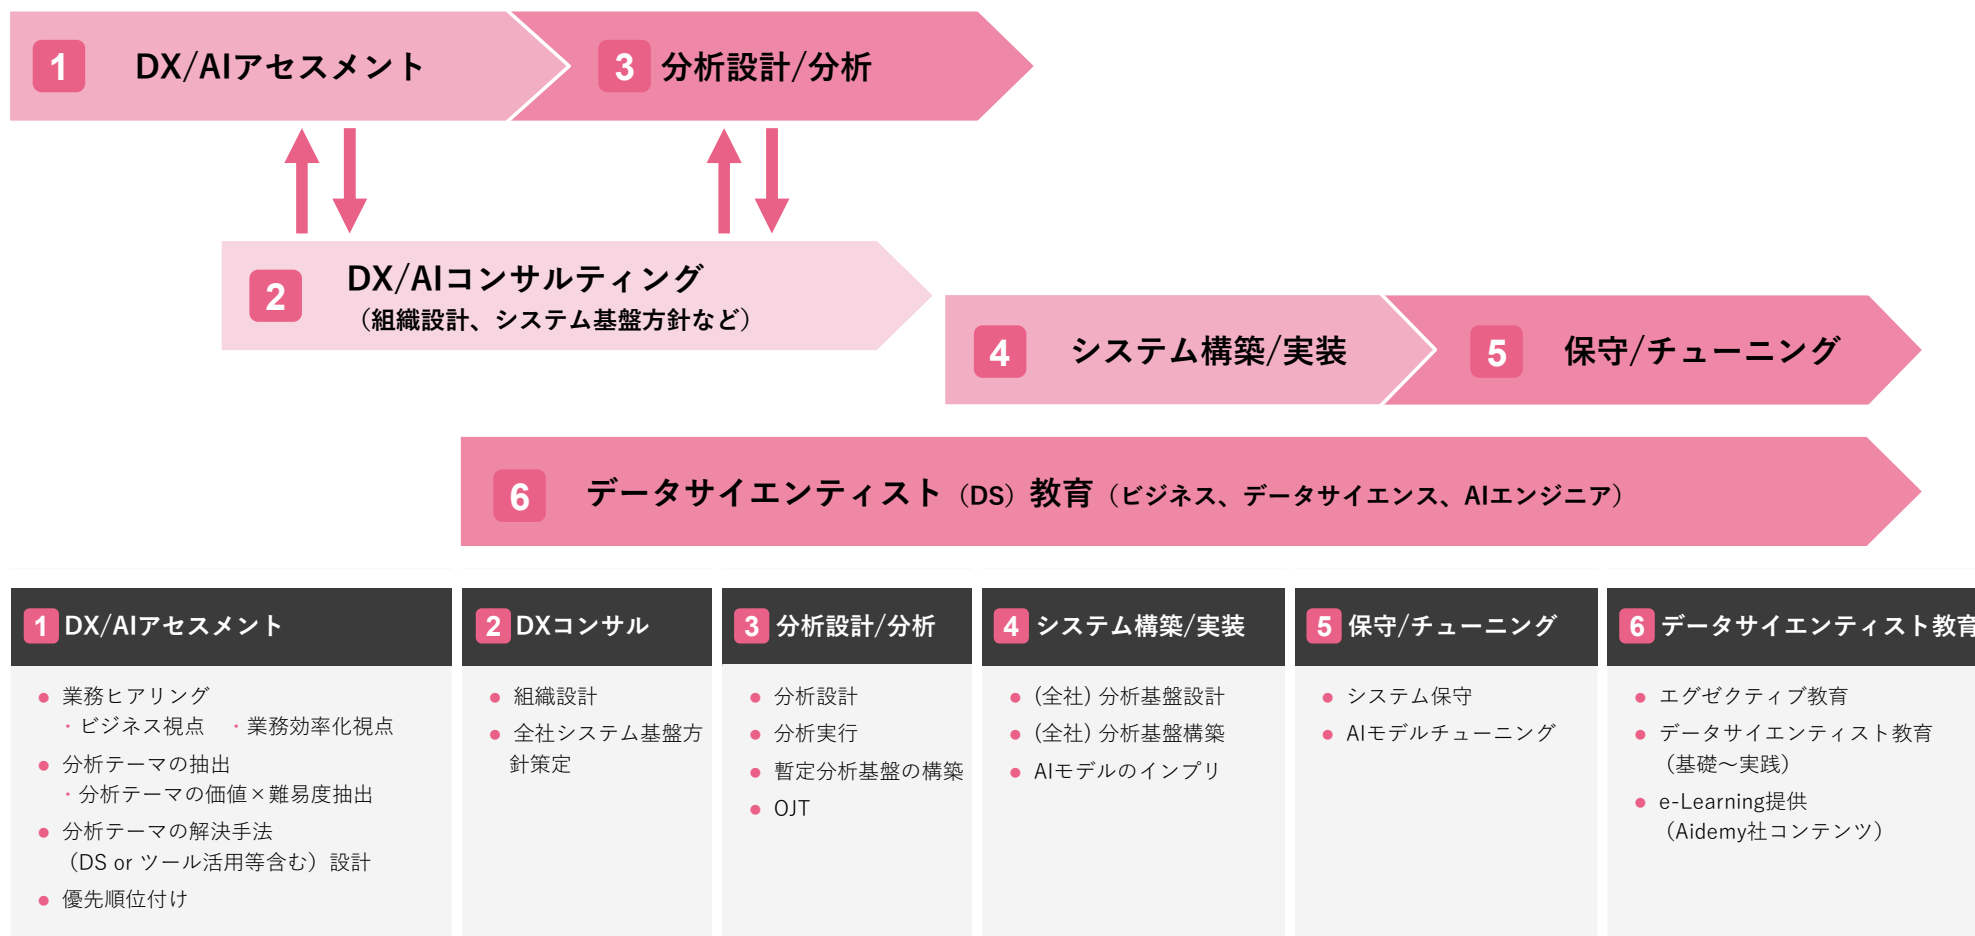 1 DX/AIアセスメント
3 分析設計/分析
2 DX/AIコンサルティング
（組織設計、システム基盤方針など）
4 システム構築/実装
5 保守/チューニング
6 データサイエンティスト（DS）教育（ビジネス、データサイエンス、AIエンジニア）
1 DX/AIアセスメント
● 業務ヒアリング
・ビジネス視点　・業務効率化視点
● 分析テーマの抽出
・分析テーマの価値×難易度抽出
● 分析テーマの解決手法
（DS or ツール活用等含む）設計
● 優先順位付け
2 DXコンサル
● 組織設計
● 全社システム基盤方
針策定
3 分析設計/分析
● 分析設計
● 分析実行
● 暫定分析基盤の構築
● OJT
4 システム構築/実装
● (全社) 分析基盤設計
● (全社) 分析基盤構築
● AIモデルのインプリ
5 保守/チューニング
● システム保守
● AIモデルチューニング
6 データサイエンティスト教育
● エグゼクティブ教育
● データサイエンティスト教育
（基礎～実践）
● e-Learning提供
（Aidemy社コンテンツ）